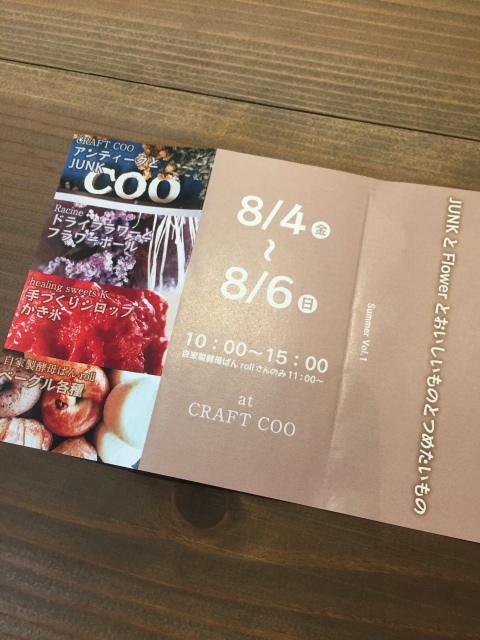 CRAFT COO
アンティークと
JUNK
COO
Racine
ドライフラワーと
フラワーボール
healing sweets K
手づくりシロップ
かき氷
自家製酵母ぱん roll
ベーグル各種
8/4金
〜
8/6日
10：00〜15：00
自家製酵母ぱん rollさんのみ 11:00〜
at
CRAFT COO
Summer Vol.1
JUNK と Flower とおいしいものとつめたいもの